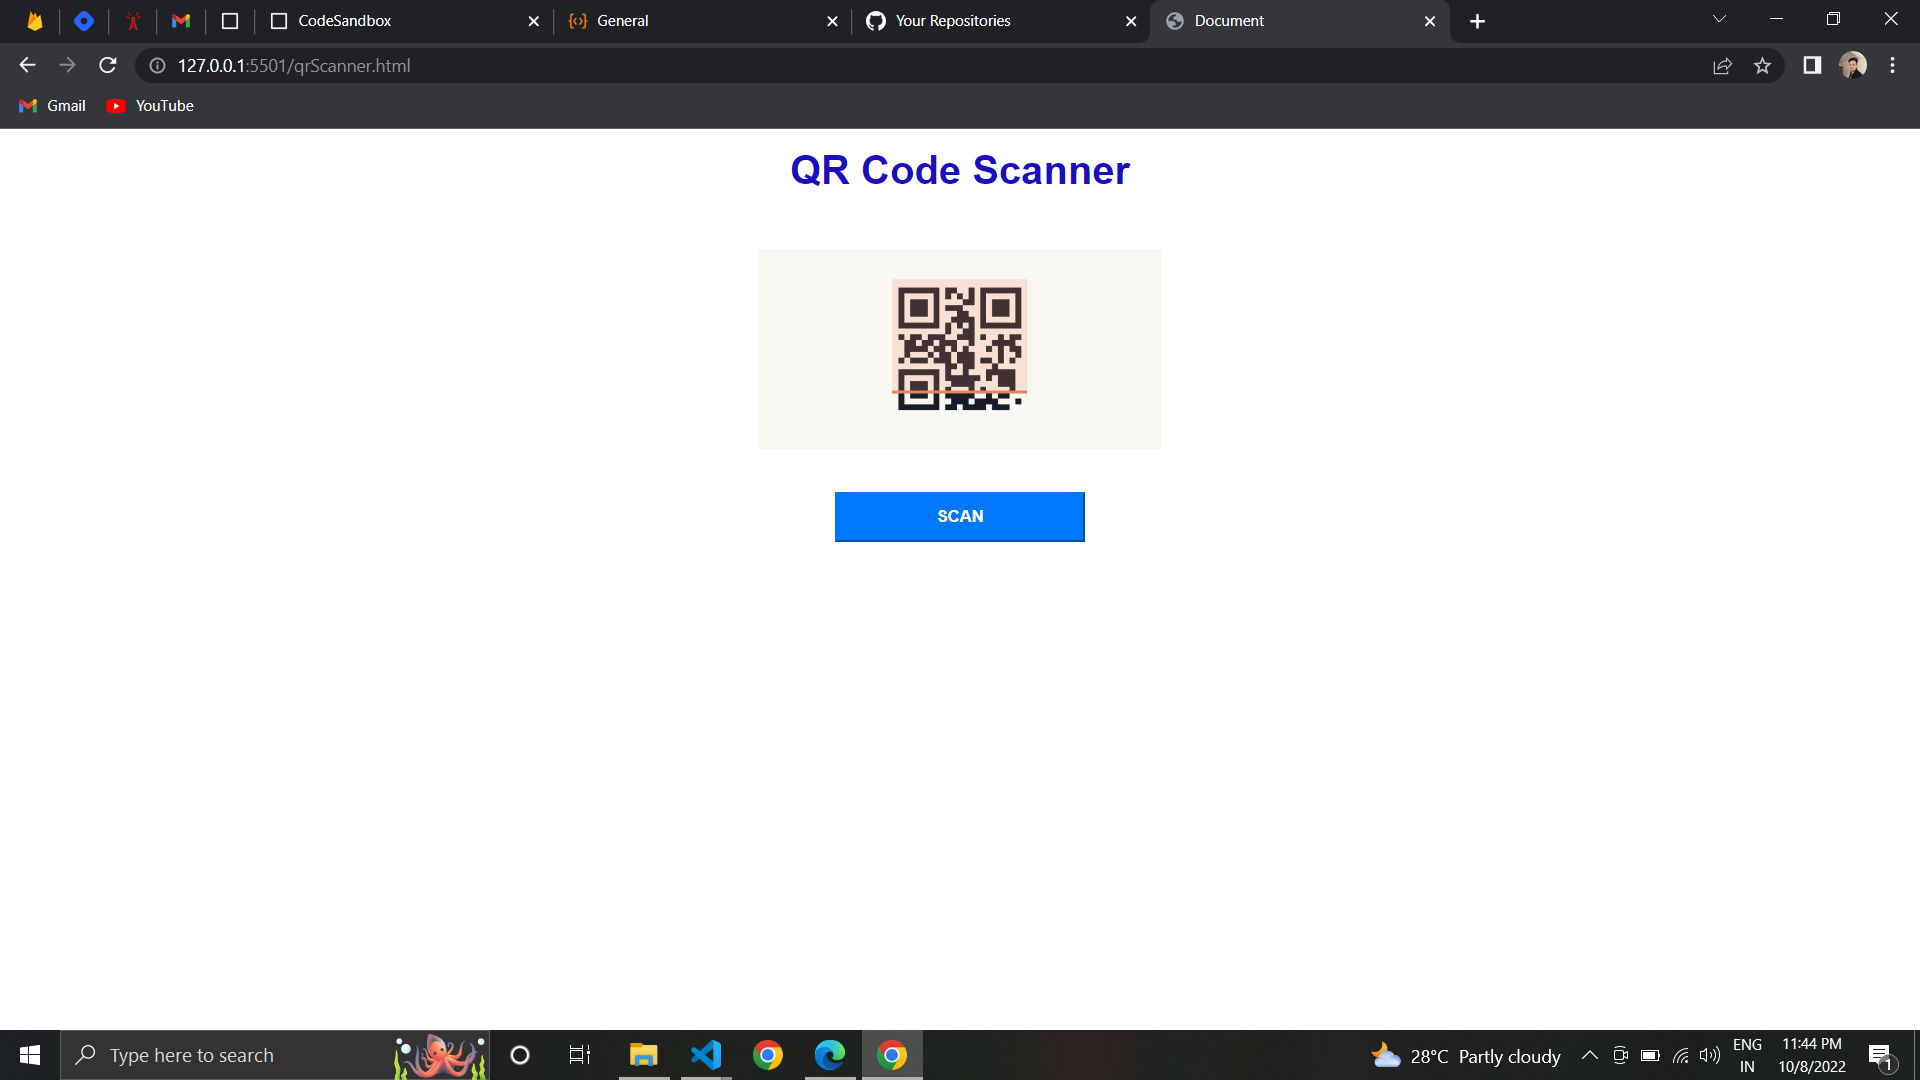 CodeSandbox
General
Your Repositories
Document
127.0.0.1:5501/qrScanner.html
Gmail
YouTube
QR Code Scanner
SCAN
Type here to search
28°C Partly cloudy
ENG
IN
11:44 PM
10/8/2022
1